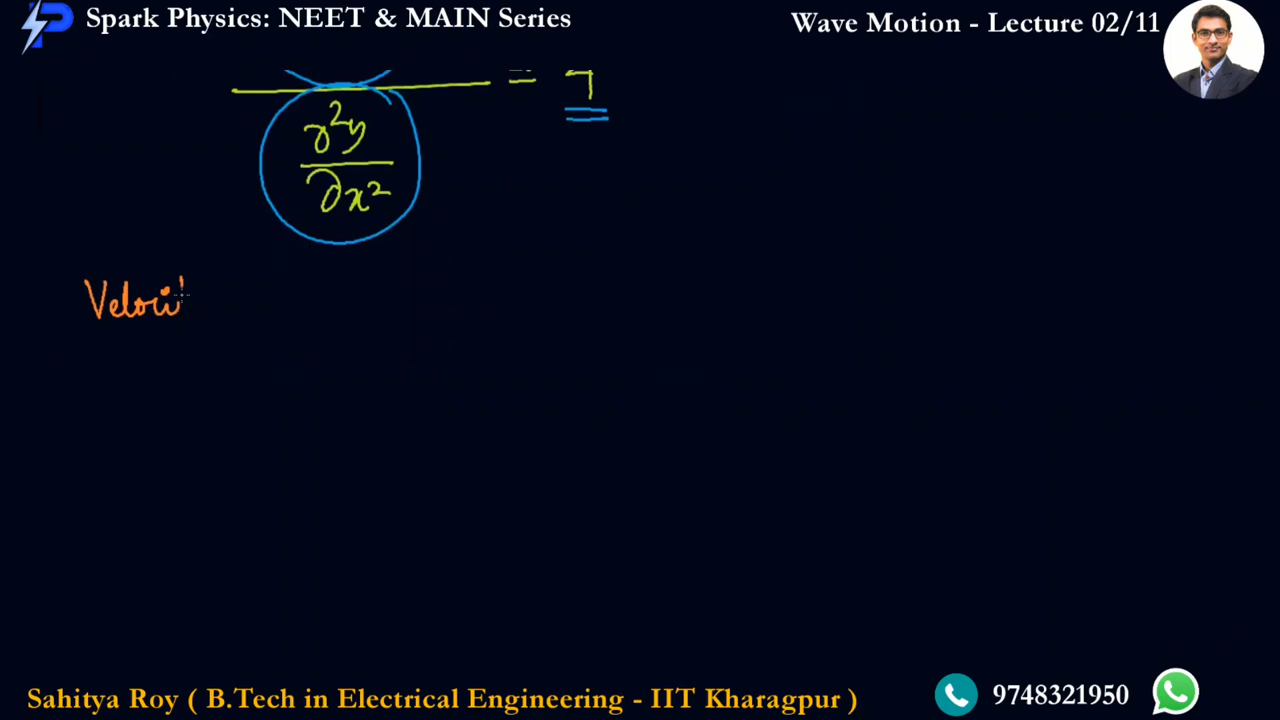 Spark Physics: NEET & MAIN Series
Wave Motion - Lecture 02/11
=
∂²y
∂x²
Veloci
Sahitya Roy ( B.Tech in Electrical Engineering - IIT Kharagpur )
9748321950